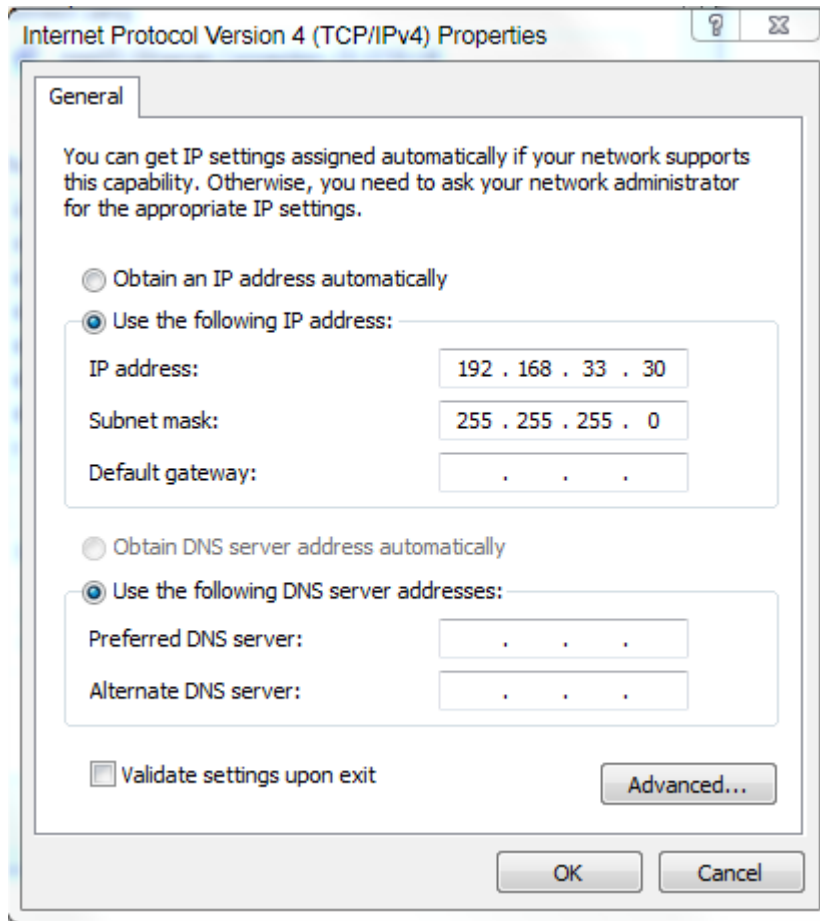 Internet Protocol Version 4 (TCP/IPv4) Properties
General
You can get IP settings assigned automatically if your network supports
this capability. Otherwise, you need to ask your network administrator
for the appropriate IP settings.
Obtain an IP address automatically
Use the following IP address:
IP address: 192 . 168 . 33 . 30
Subnet mask: 255 . 255 . 255 . 0
Default gateway: . . .
Obtain DNS server address automatically
Use the following DNS server addresses:
Preferred DNS server: . . .
Alternate DNS server: . . .
Validate settings upon exit
Advanced...
OK Cancel